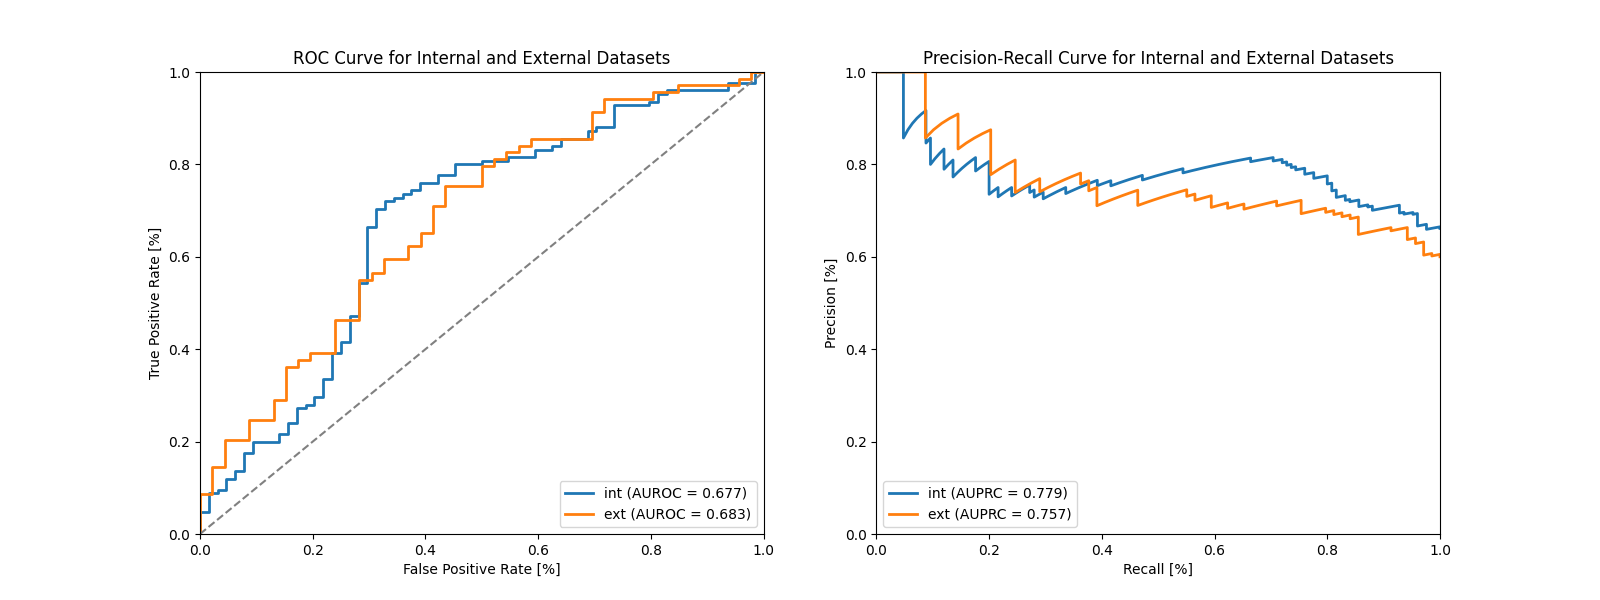 ROC Curve for Internal and External Datasets
1.0
0.8
0.6
0.4
0.2
0.0
True Positive Rate [%]
int (AUROC = 0.677)
ext (AUROC = 0.683)
0.0 0.2 0.4 0.6 0.8 1.0
False Positive Rate [%]
Precision-Recall Curve for Internal and External Datasets
1.0
0.8
0.6
0.4
0.2
0.0
Precision [%]
int (AUPRC = 0.779)
ext (AUPRC = 0.757)
0.0 0.2 0.4 0.6 0.8 1.0
Recall [%]